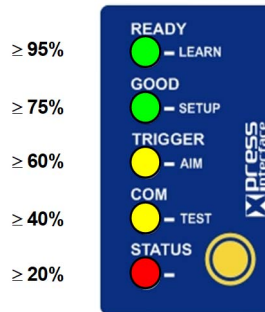 ≥ 95%
READY
LEARN
≥ 75%
GOOD
SETUP
≥ 60%
TRIGGER
AIM
≥ 40%
COM
TEST
≥ 20%
STATUS
Xpress
interface